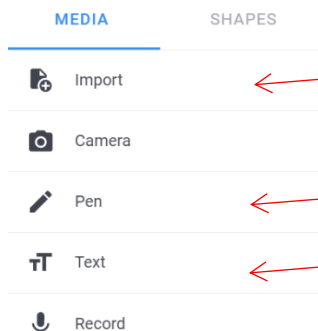 MEDIA SHAPES
Import
Camera
Pen
Text
Record